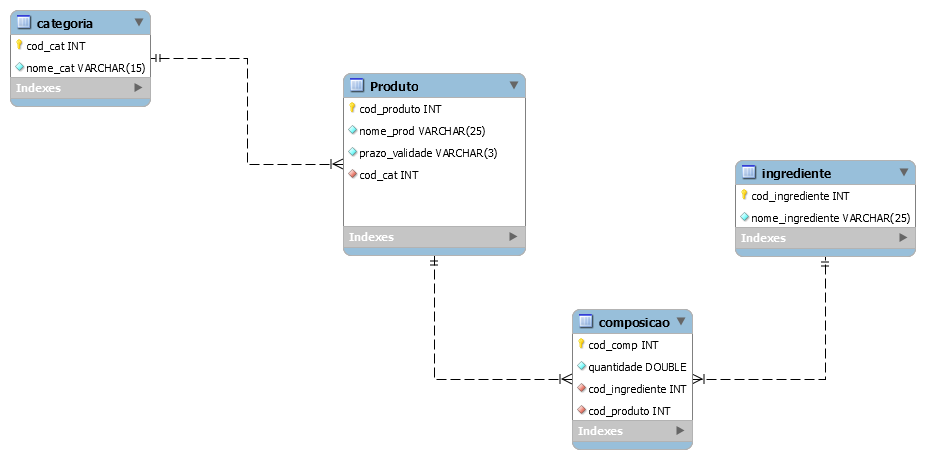 categoria
cod_cat INT
nome_cat VARCHAR(15)
Indexes
Produto
cod_produto INT
nome_prod VARCHAR(25)
prazo_validade VARCHAR(3)
cod_cat INT
Indexes
ingrediente
cod_ingrediente INT
nome_ingrediente VARCHAR(25)
Indexes
composicao
cod_comp INT
quantidade DOUBLE
cod_ingrediente INT
cod_produto INT
Indexes